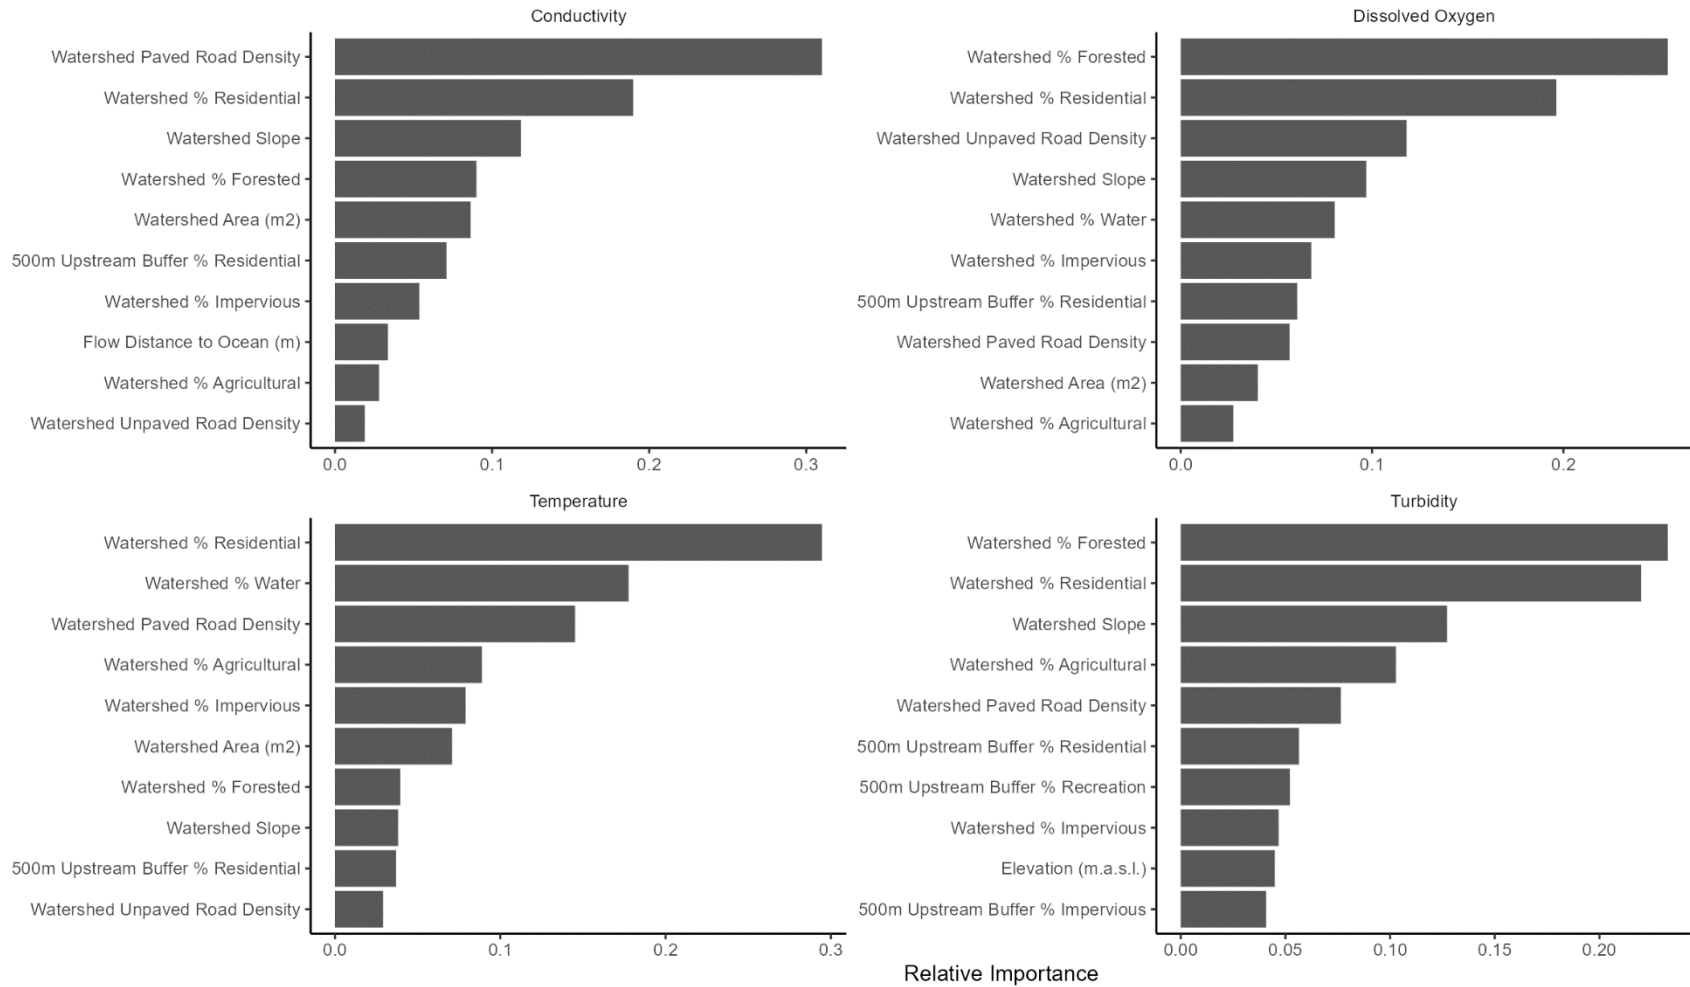 Conductivity
Watershed Paved Road Density
Watershed % Residential
Watershed Slope
Watershed % Forested
Watershed Area (m2)
500m Upstream Buffer % Residential
Watershed % Impervious
Flow Distance to Ocean (m)
Watershed % Agricultural
Watershed Unpaved Road Density
0.0 0.1 0.2 0.3
Dissolved Oxygen
Watershed % Forested
Watershed % Residential
Watershed Unpaved Road Density
Watershed Slope
Watershed % Water
Watershed % Impervious
500m Upstream Buffer % Residential
Watershed Paved Road Density
Watershed Area (m2)
Watershed % Agricultural
0.0 0.1 0.2
Temperature
Watershed % Residential
Watershed % Water
Watershed Paved Road Density
Watershed % Agricultural
Watershed % Impervious
Watershed Area (m2)
Watershed % Forested
Watershed Slope
500m Upstream Buffer % Residential
Watershed Unpaved Road Density
0.0 0.1 0.2 0.3
Turbidity
Watershed % Forested
Watershed % Residential
Watershed Slope
Watershed % Agricultural
Watershed Paved Road Density
500m Upstream Buffer % Residential
500m Upstream Buffer % Recreation
Watershed % Impervious
Elevation (m.a.s.l.)
500m Upstream Buffer % Impervious
0.00 0.05 0.10 0.15 0.20
Relative Importance